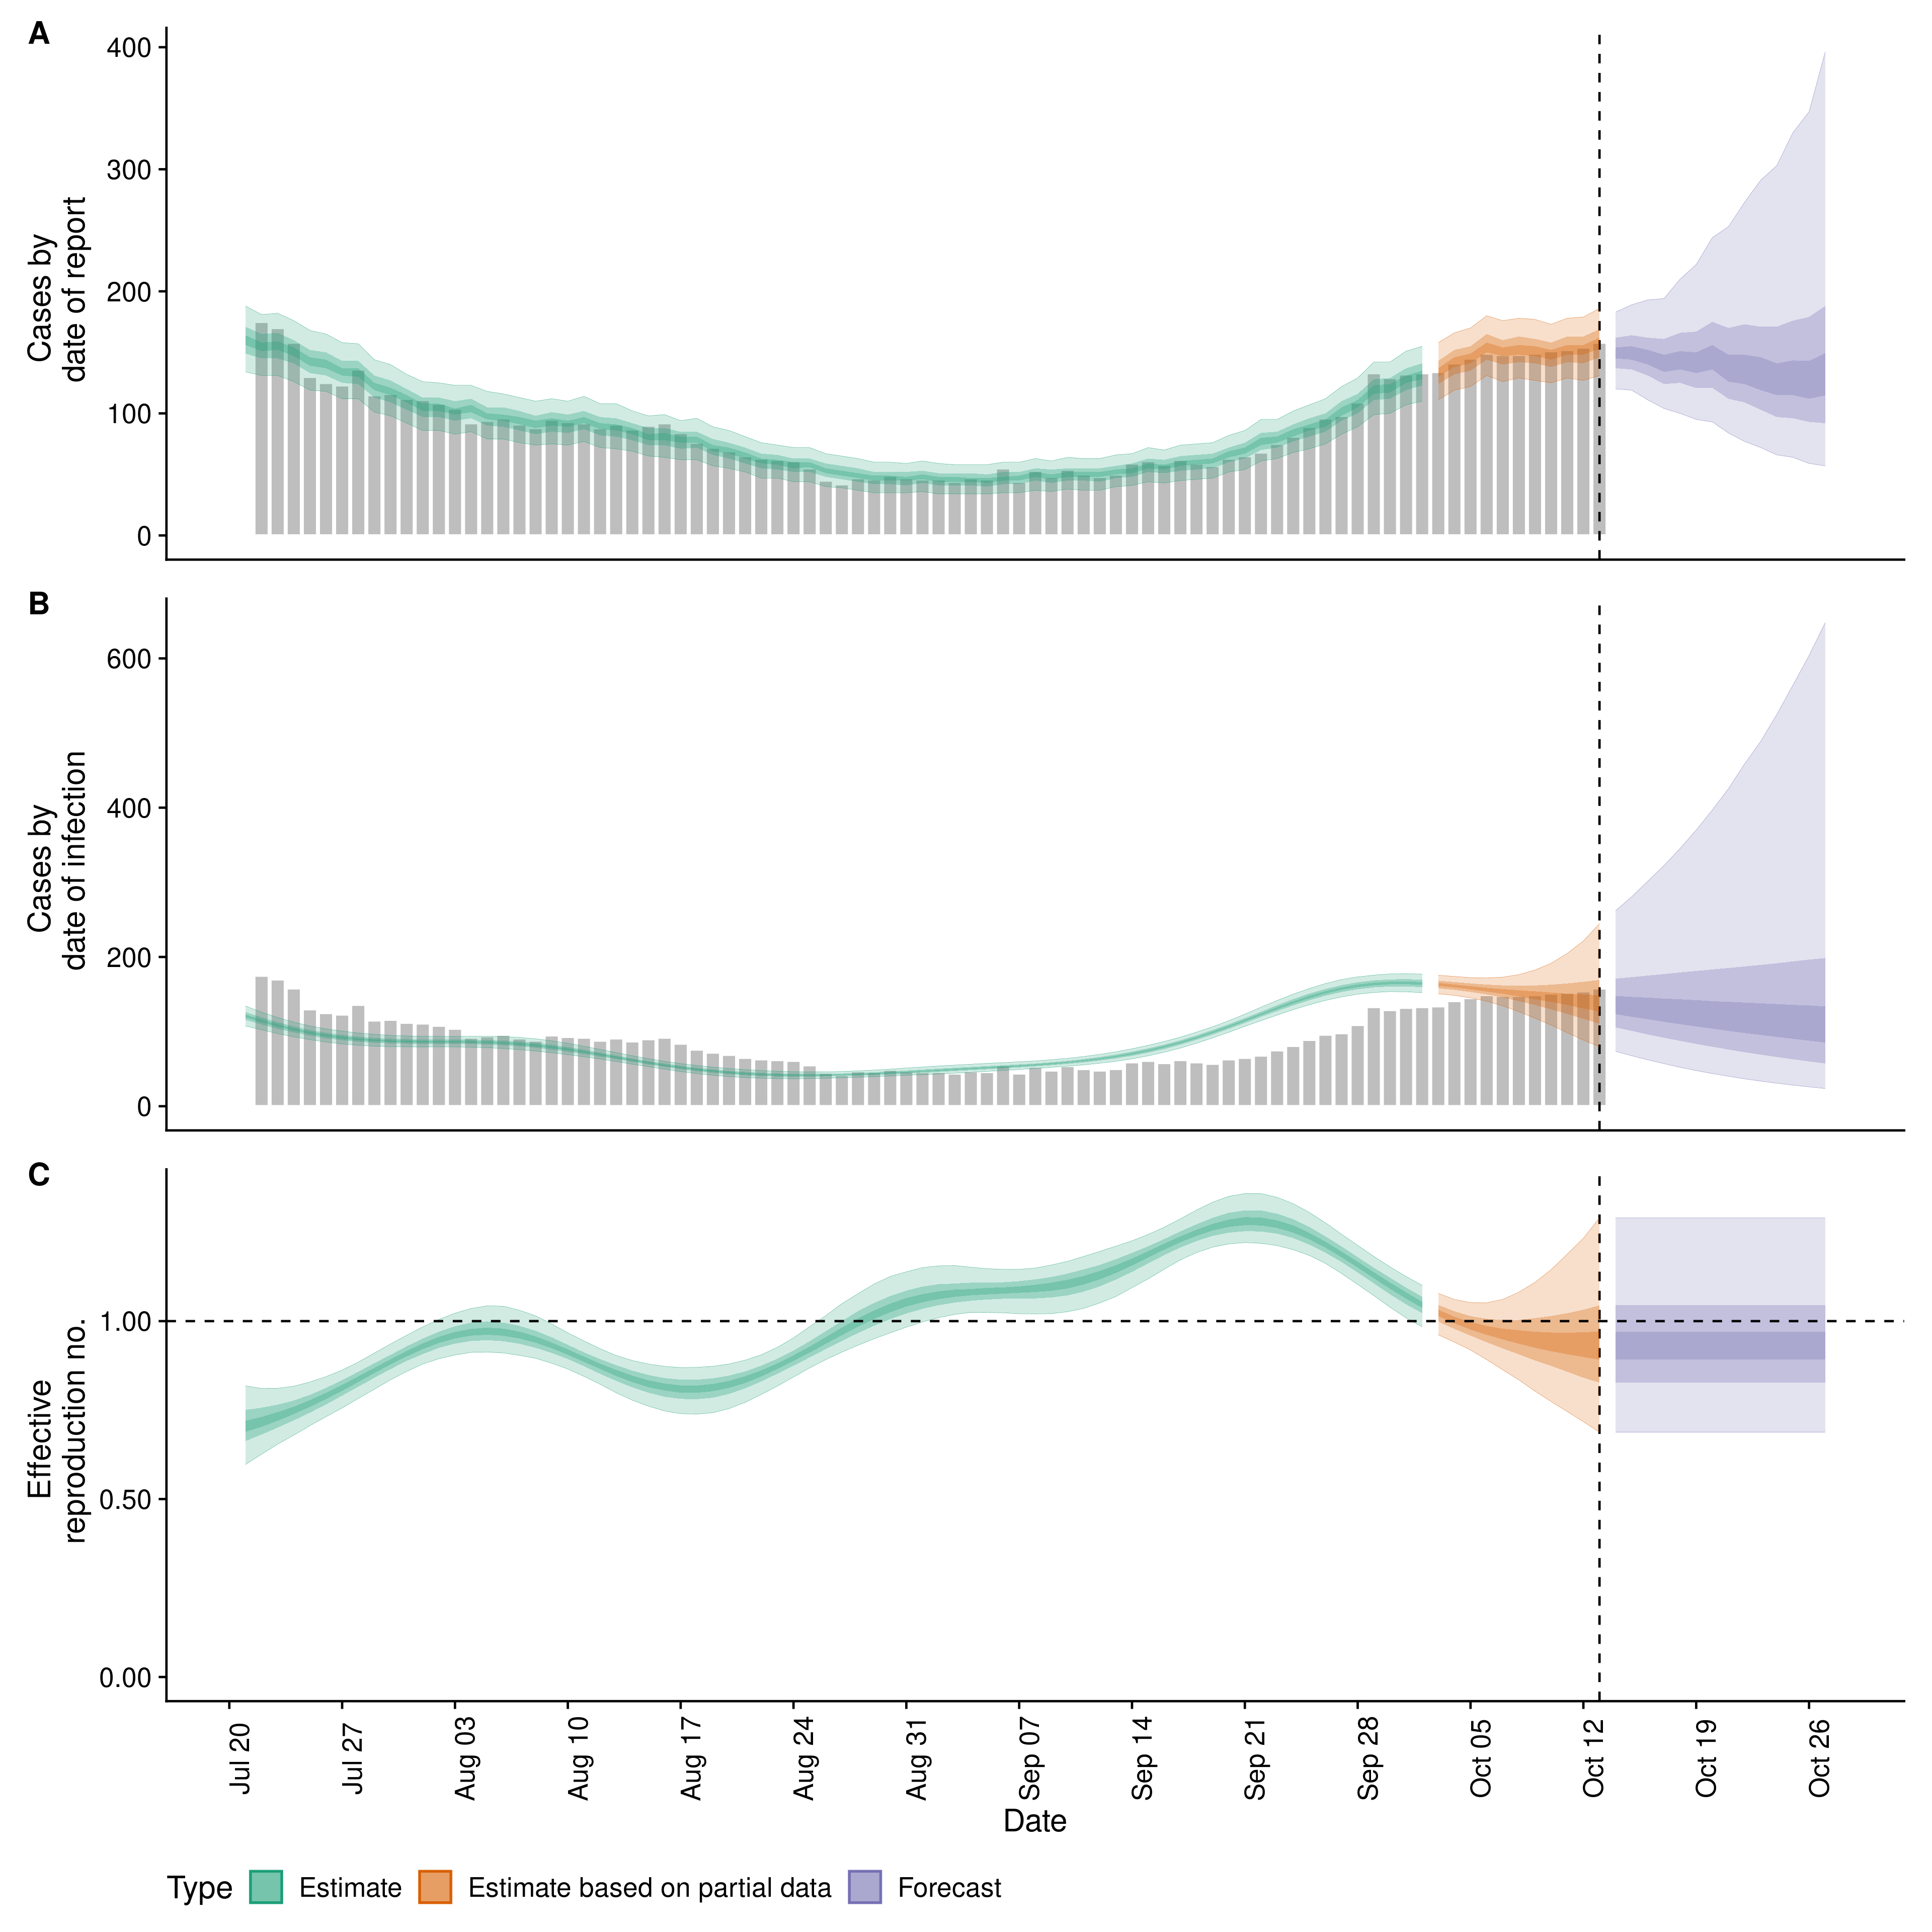 A
Cases by
date of report
400
300
200
100
0
B
Cases by
date of infection
600
400
200
0
C
Effective
reproduction no.
1.00
0.50
0.00
Jul 20
Jul 27
Aug 03
Aug 10
Aug 17
Aug 24
Aug 31
Sep 07
Sep 14
Sep 21
Sep 28
Oct 05
Oct 12
Oct 19
Oct 26
Date
Type Estimate Estimate based on partial data Forecast